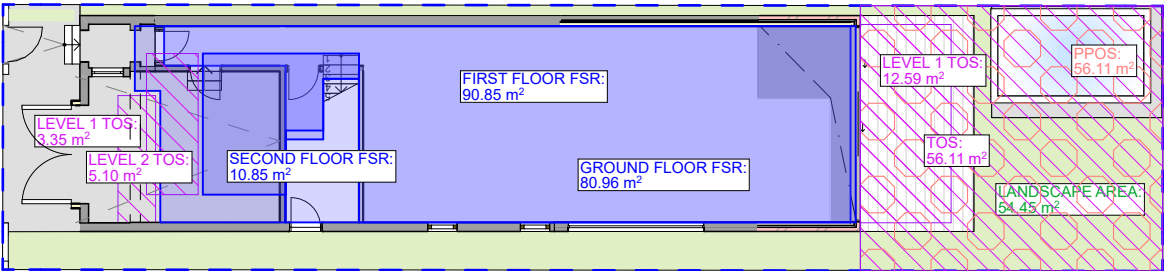 FIRST FLOOR FSR:
90.85 m²
LEVEL 1 TOS:
12.59 m²
PPOS:
56.11 m²
LEVEL 1 TOS:
3.35 m²
LEVEL 2 TOS:
5.10 m²
SECOND FLOOR FSR:
10.85 m²
GROUND FLOOR FSR:
80.96 m²
TOS:
56.11 m²
LANDSCAPE AREA:
54.45 m²